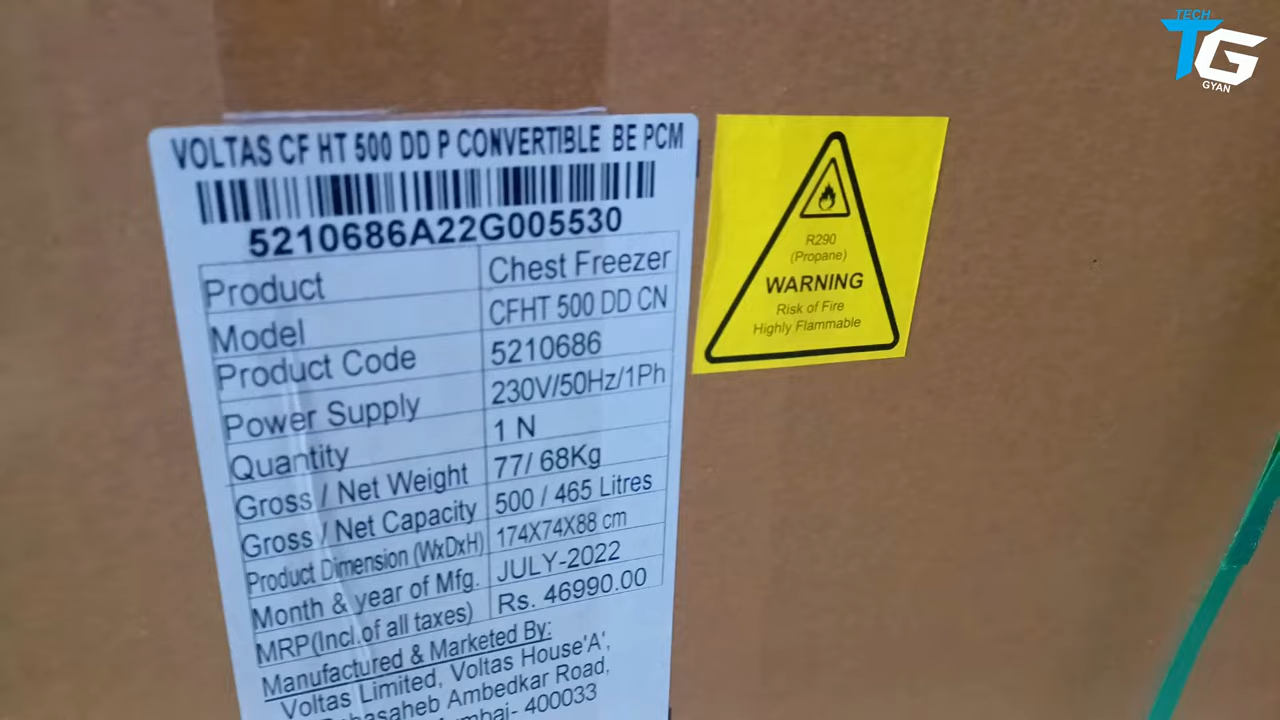 TECH
TG
GYAN
VOLTAS CF HT 500 DD P CONVERTIBLE BE PCM
5210686A22G005530
Product Chest Freezer
Model CFHT 500 DD CN
Product Code 5210686
Power Supply 230V/50Hz/1Ph
Quantity 1 N
Gross / Net Weight 77/ 68Kg
Gross / Net Capacity 500 / 465 Litres
Product Dimension (WxDxH) 174X74X88 cm
Month & year of Mfg. JULY-2022
MRP(Incl.of all taxes) Rs. 46990.00
Manufactured & Marketed By:
Voltas Limited, Voltas House'A',
Ambedkar Road,
400033
R290
(Propane)
WARNING
Risk of Fire
Highly Flammable